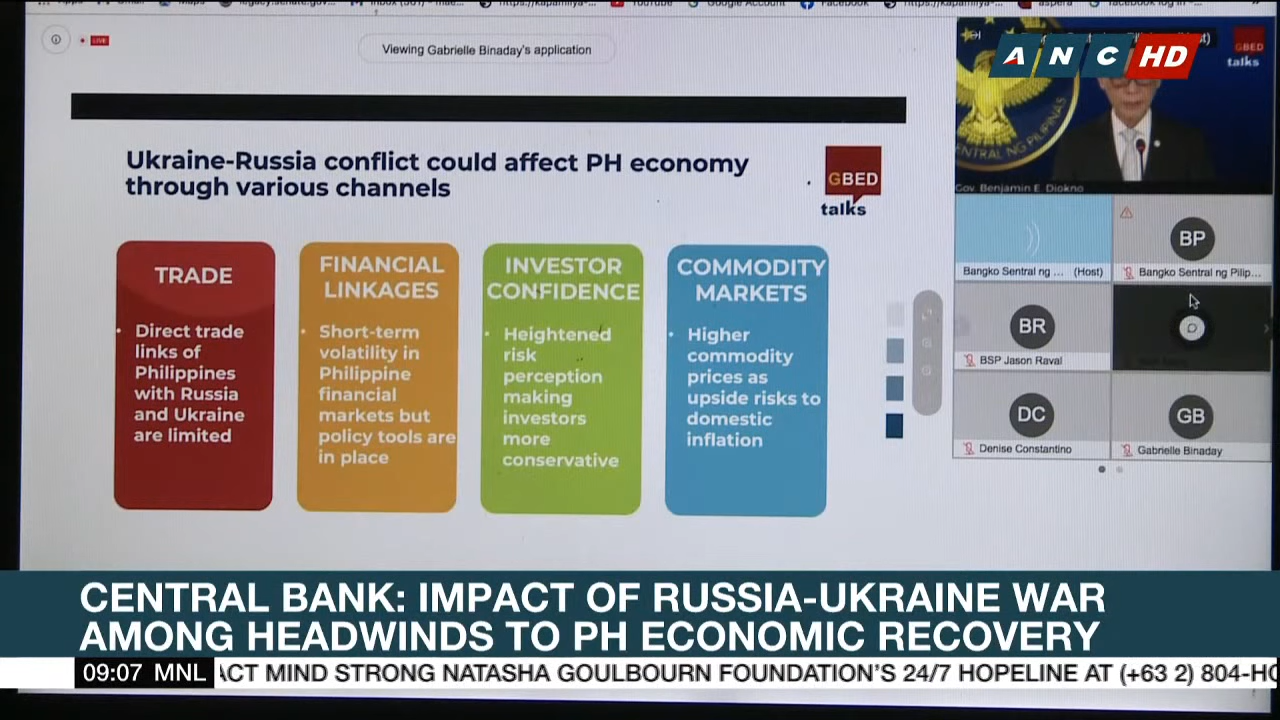 Viewing Gabrielle Binaday's application
LIVE
ANC HD
GBED
talks
CENTRAL NG PILIPINAS
Gov. Benjamin E. Diokno
Ukraine-Russia conflict could affect PH economy
through various channels
GBED
talks
TRADE
• Direct trade
links of
Philippines
with Russia
and Ukraine
are limited
FINANCIAL
LINKAGES
• Short-term
volatility in
Philippine
financial
markets but
policy tools are
in place
INVESTOR
CONFIDENCE
• Heightened
risk
perception
making
investors
more
conservative
COMMODITY
MARKETS
• Higher
commodity
prices as
upside risks to
domestic
inflation
Bangko Sentral ng ... (Host)
BP
Bangko Sentral ng Pilip...
BR
BSP Jason Raval
DC
Denise Constantino
GB
Gabrielle Binaday
CENTRAL BANK: IMPACT OF RUSSIA-UKRAINE WAR
AMONG HEADWINDS TO PH ECONOMIC RECOVERY
09:07 MNL
ACT MIND STRONG NATASHA GOULBOURN FOUNDATION'S 24/7 HOPELINE AT (+63 2) 804-HO